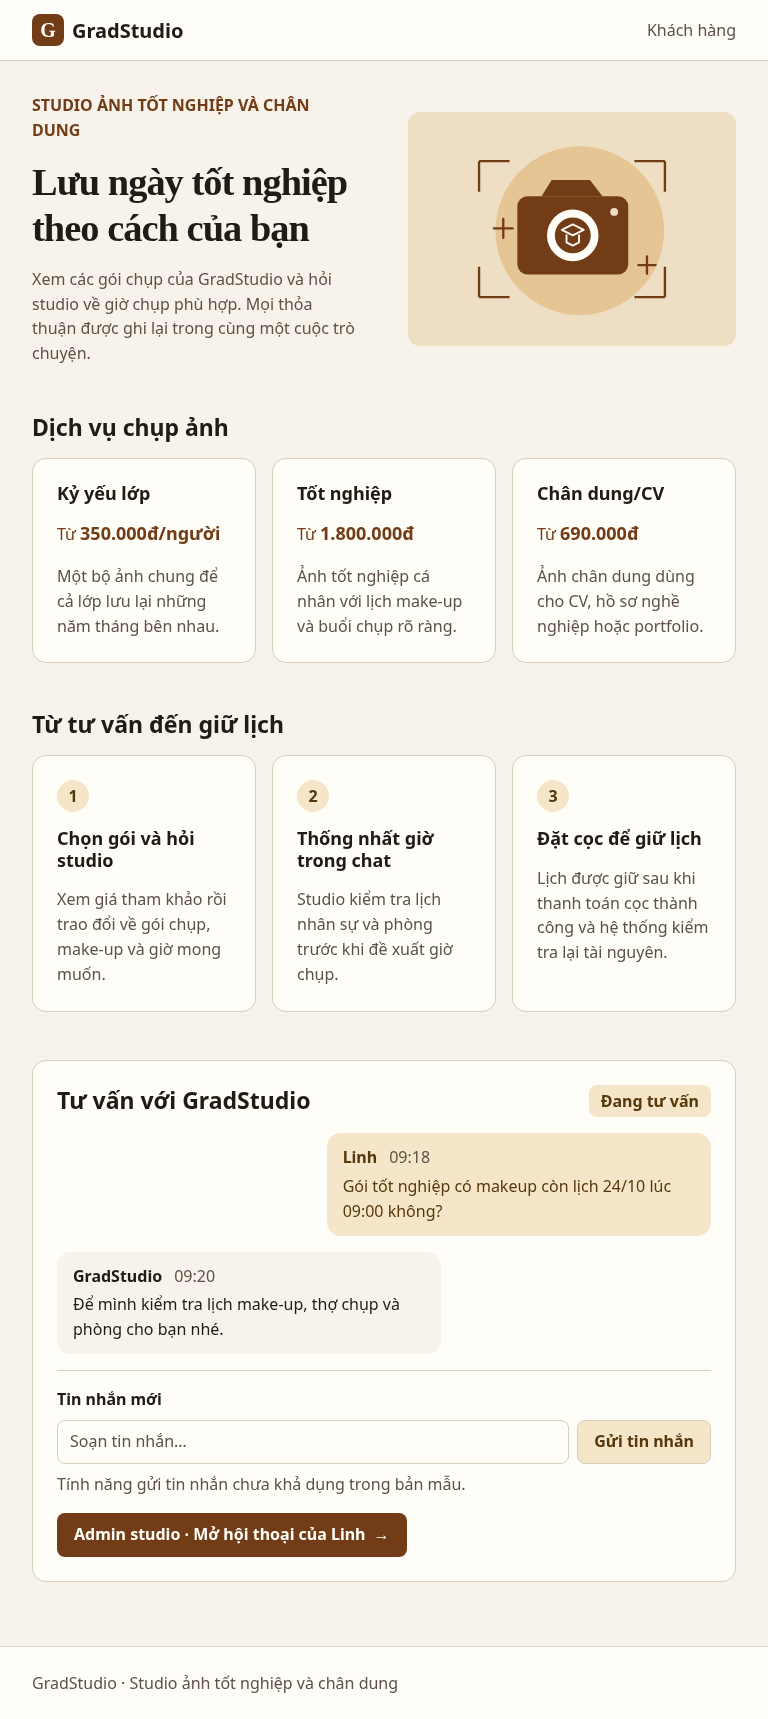 G GradStudio
Khách hàng
STUDIO ẢNH TỐT NGHIỆP VÀ CHÂN
DUNG
Lưu ngày tốt nghiệp
theo cách của bạn
Xem các gói chụp của GradStudio và hỏi
studio về giờ chụp phù hợp. Mọi thỏa
thuận được ghi lại trong cùng một cuộc trò
chuyện.
Dịch vụ chụp ảnh
Kỷ yếu lớp
Từ 350.000đ/người
Một bộ ảnh chung để
cả lớp lưu lại những
năm tháng bên nhau.
Tốt nghiệp
Từ 1.800.000đ
Ảnh tốt nghiệp cá
nhân với lịch make-up
và buổi chụp rõ ràng.
Chân dung/CV
Từ 690.000đ
Ảnh chân dung dùng
cho CV, hồ sơ nghề
nghiệp hoặc portfolio.
Từ tư vấn đến giữ lịch
1
Chọn gói và hỏi
studio
Xem giá tham khảo rồi
trao đổi về gói chụp,
make-up và giờ mong
muốn.
2
Thống nhất giờ
trong chat
Studio kiểm tra lịch
nhân sự và phòng
trước khi đề xuất giờ
chụp.
3
Đặt cọc để giữ lịch
Lịch được giữ sau khi
thanh toán cọc thành
công và hệ thống kiểm
tra lại tài nguyên.
Tư vấn với GradStudio
Đang tư vấn
Linh 09:18
Gói tốt nghiệp có makeup còn lịch 24/10 lúc
09:00 không?
GradStudio 09:20
Để mình kiểm tra lịch make-up, thợ chụp và
phòng cho bạn nhé.
Tin nhắn mới
Soạn tin nhắn...
Gửi tin nhắn
Tính năng gửi tin nhắn chưa khả dụng trong bản mẫu.
Admin studio · Mở hội thoại của Linh →
GradStudio · Studio ảnh tốt nghiệp và chân dung